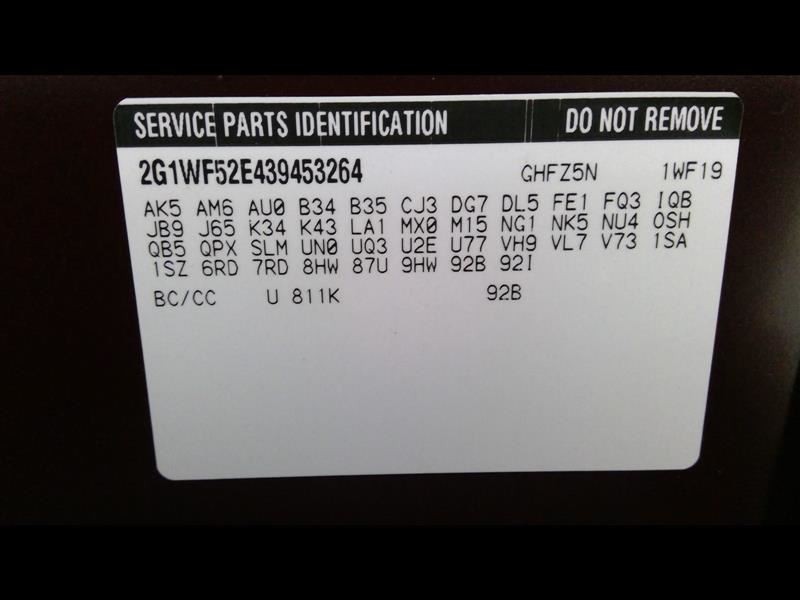 SERVICE PARTS IDENTIFICATION DO NOT REMOVE
2G1WF52E439453264 GHFZ5N 1WF19
AK5 AM6 AU0 B34 B35 CJ3 DG7 DL5 FE1 FQ3 IQB
JB9 J65 K34 K43 LA1 MX0 M15 NG1 NK5 NU4 OSH
QB5 QPX SLM UN0 UQ3 U2E U77 VH9 VL7 V73 1SA
1SZ 6RD 7RD 8HW 87U 9HW 92B 92I
BC/CC U 811K 92B